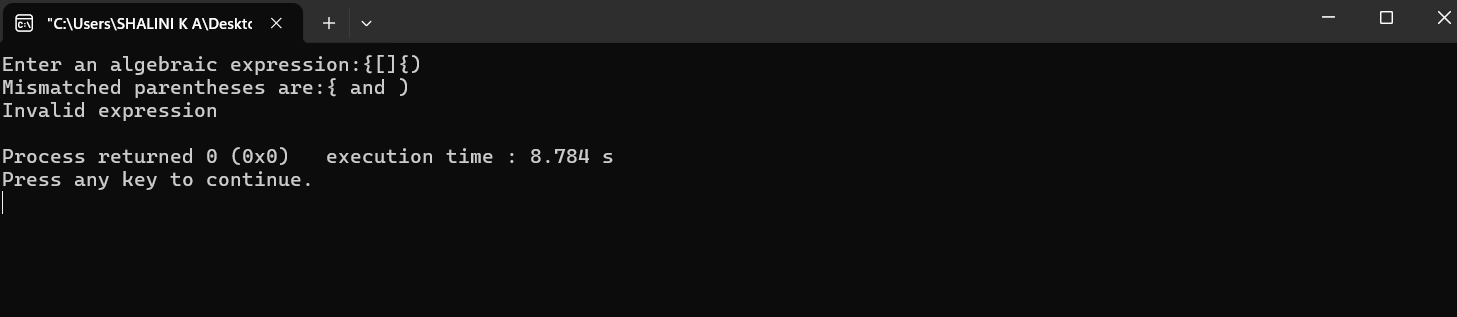 "C:\Users\SHALINI K A\Deskto
Enter an algebraic expression:{[]{)
Mismatched parentheses are:{ and )
Invalid expression
Process returned 0 (0x0)   execution time : 8.784 s
Press any key to continue.